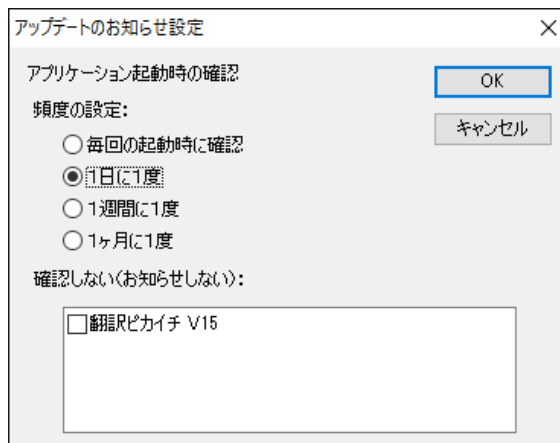 アップデートのお知らせ設定
アプリケーション起動時の確認
OK
頻度の設定:
キャンセル
毎回の起動時に確認
1日に1度
1週間に1度
1ヶ月に1度
確認しない(お知らせしない):
翻訳ピカイチ V15